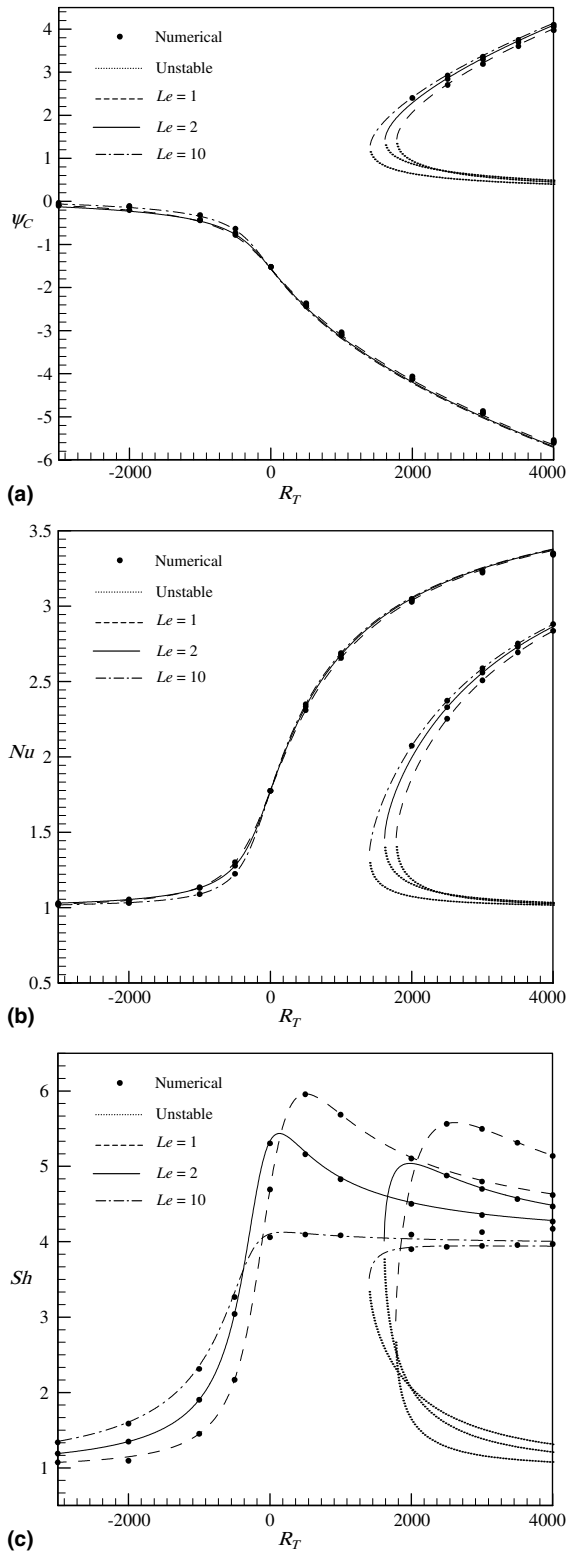 4
3
2
1
0
ψC
-1
-2
-3
-4
-5
-6
Numerical
Unstable
Le = 1
Le = 2
Le = 10
-2000
0
2000
4000
(a)
RT
3.5
3
2.5
Nu
2
1.5
1
0.5
Numerical
Unstable
Le = 1
Le = 2
Le = 10
-2000
0
2000
4000
(b)
RT
6
5
4
Sh
3
2
1
Numerical
Unstable
Le = 1
Le = 2
Le = 10
-2000
0
2000
4000
(c)
RT